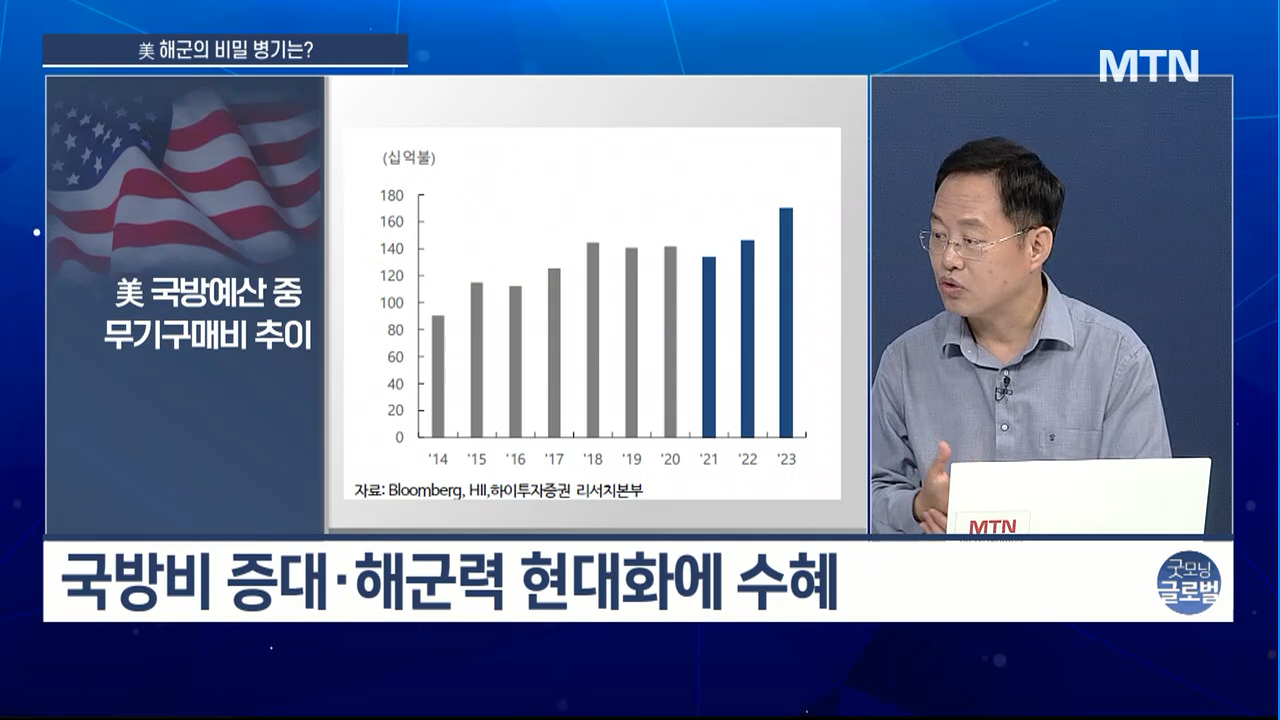 美 해군의 비밀 병기는?
MTN
美 국방예산 중
무기구매비 추이
(십억불)
180
160
140
120
100
80
60
40
20
0
'14 '15 '16 '17 '18 '19 '20 '21 '22 '23
자료: Bloomberg, HII,하이투자증권 리서치본부
MTN
국방비 증대·해군력 현대화에 수혜
굿모닝
글로벌